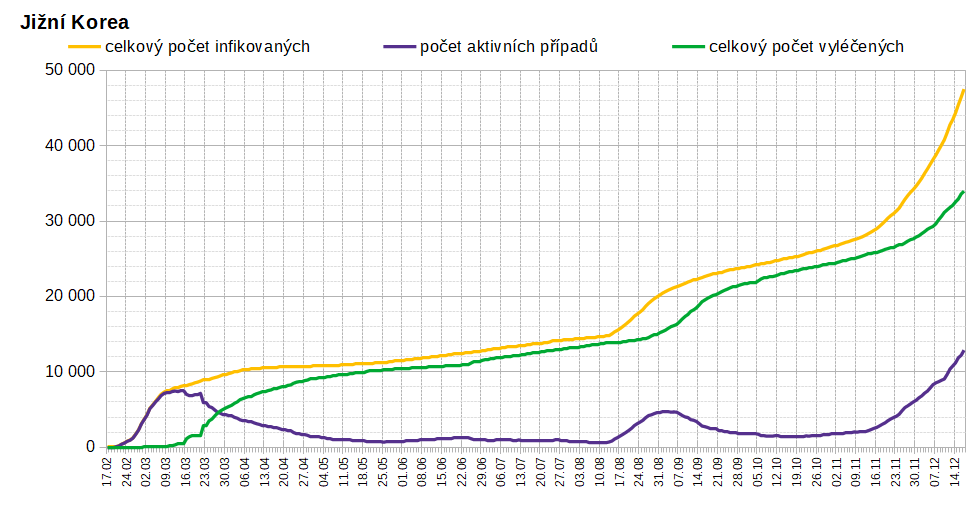 Jižní Korea
celkový počet infikovaných počet aktivních případů celkový počet vyléčených
50 000
40 000
30 000
20 000
10 000
0
17.02 24.02 02.03 09.03 16.03 23.03 30.03 06.04 13.04 20.04 27.04 04.05 11.05 18.05 25.05 01.06 08.06 15.06 22.06 29.06 06.07 13.07 20.07 27.07 03.08 10.08 17.08 24.08 31.08 07.09 14.09 21.09 28.09 05.10 12.10 19.10 26.10 02.11 09.11 16.11 23.11 30.11 07.12 14.12